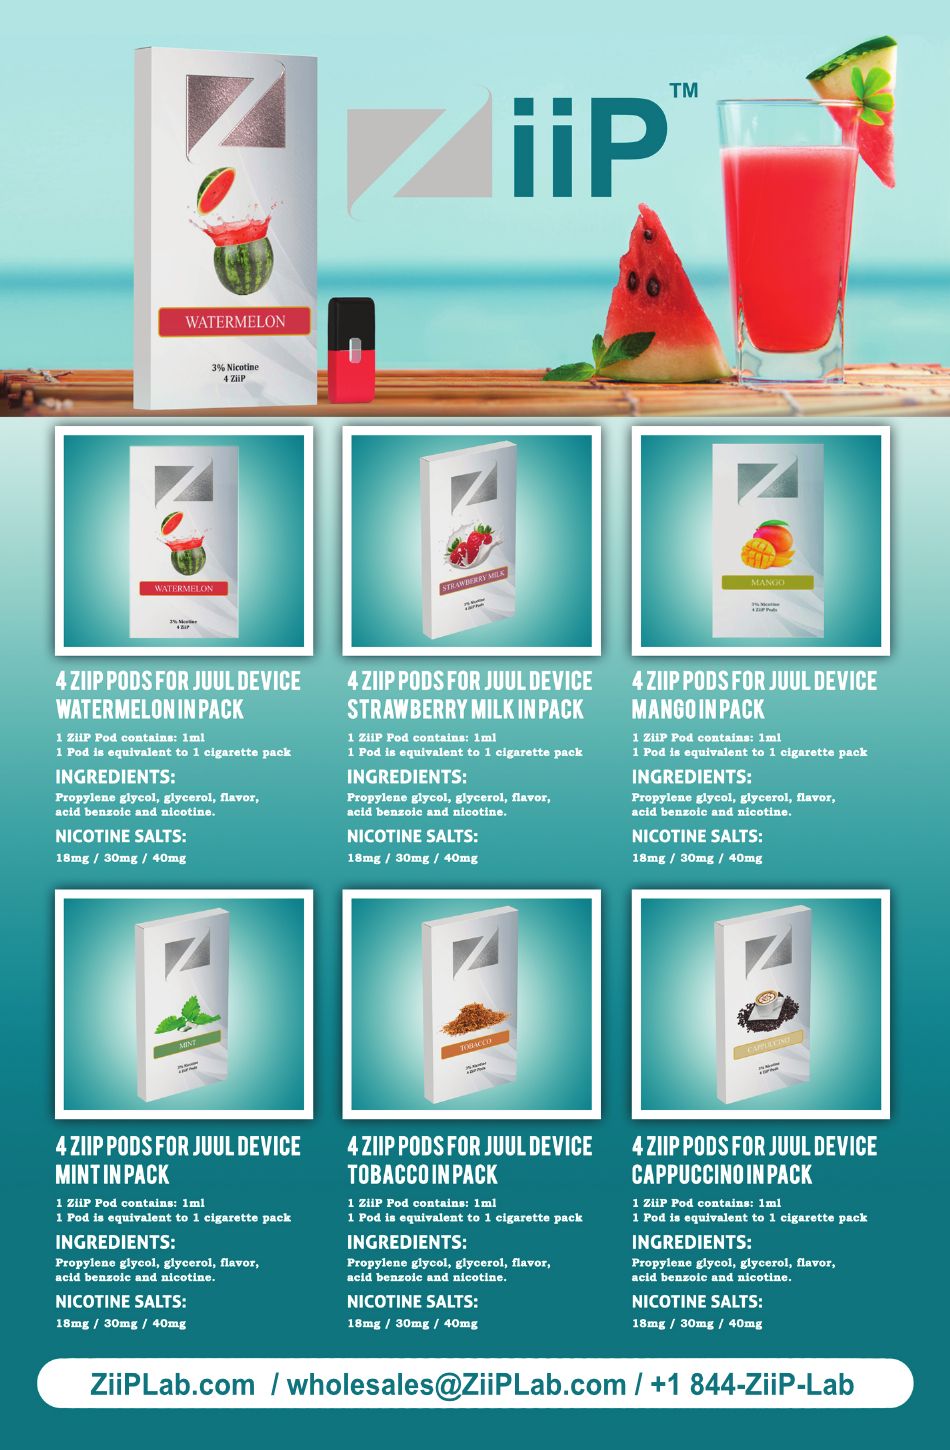 ZiiP™
WATERMELON
3% Nicotine
4 ZiiP
WATERMELON
3% Nicotine
4 ZiiP
STRAWBERRY MILK
3% Nicotine
4 ZiiP Pods
MANGO
3% Nicotine
4 ZiiP Pods
4 ZIIP PODS FOR JUUL DEVICE
WATERMELON IN PACK
1 ZiiP Pod contains: 1ml
1 Pod is equivalent to 1 cigarette pack
INGREDIENTS:
Propylene glycol, glycerol, flavor,
acid benzoic and nicotine.
NICOTINE SALTS:
18mg / 30mg / 40mg
4 ZIIP PODS FOR JUUL DEVICE
STRAWBERRY MILK IN PACK
1 ZiiP Pod contains: 1ml
1 Pod is equivalent to 1 cigarette pack
INGREDIENTS:
Propylene glycol, glycerol, flavor,
acid benzoic and nicotine.
NICOTINE SALTS:
18mg / 30mg / 40mg
4 ZIIP PODS FOR JUUL DEVICE
MANGO IN PACK
1 ZiiP Pod contains: 1ml
1 Pod is equivalent to 1 cigarette pack
INGREDIENTS:
Propylene glycol, glycerol, flavor,
acid benzoic and nicotine.
NICOTINE SALTS:
18mg / 30mg / 40mg
MINT
3% Nicotine
4 ZiiP Pods
TOBACCO
3% Nicotine
4 ZiiP Pods
CAPPUCCINO
3% Nicotine
4 ZiiP Pods
4 ZIIP PODS FOR JUUL DEVICE
MINT IN PACK
1 ZiiP Pod contains: 1ml
1 Pod is equivalent to 1 cigarette pack
INGREDIENTS:
Propylene glycol, glycerol, flavor,
acid benzoic and nicotine.
NICOTINE SALTS:
18mg / 30mg / 40mg
4 ZIIP PODS FOR JUUL DEVICE
TOBACCO IN PACK
1 ZiiP Pod contains: 1ml
1 Pod is equivalent to 1 cigarette pack
INGREDIENTS:
Propylene glycol, glycerol, flavor,
acid benzoic and nicotine.
NICOTINE SALTS:
18mg / 30mg / 40mg
4 ZIIP PODS FOR JUUL DEVICE
CAPPUCCINO IN PACK
1 ZiiP Pod contains: 1ml
1 Pod is equivalent to 1 cigarette pack
INGREDIENTS:
Propylene glycol, glycerol, flavor,
acid benzoic and nicotine.
NICOTINE SALTS:
18mg / 30mg / 40mg
ZiiPLab.com / wholesales@ZiiPLab.com / +1 844-ZiiP-Lab